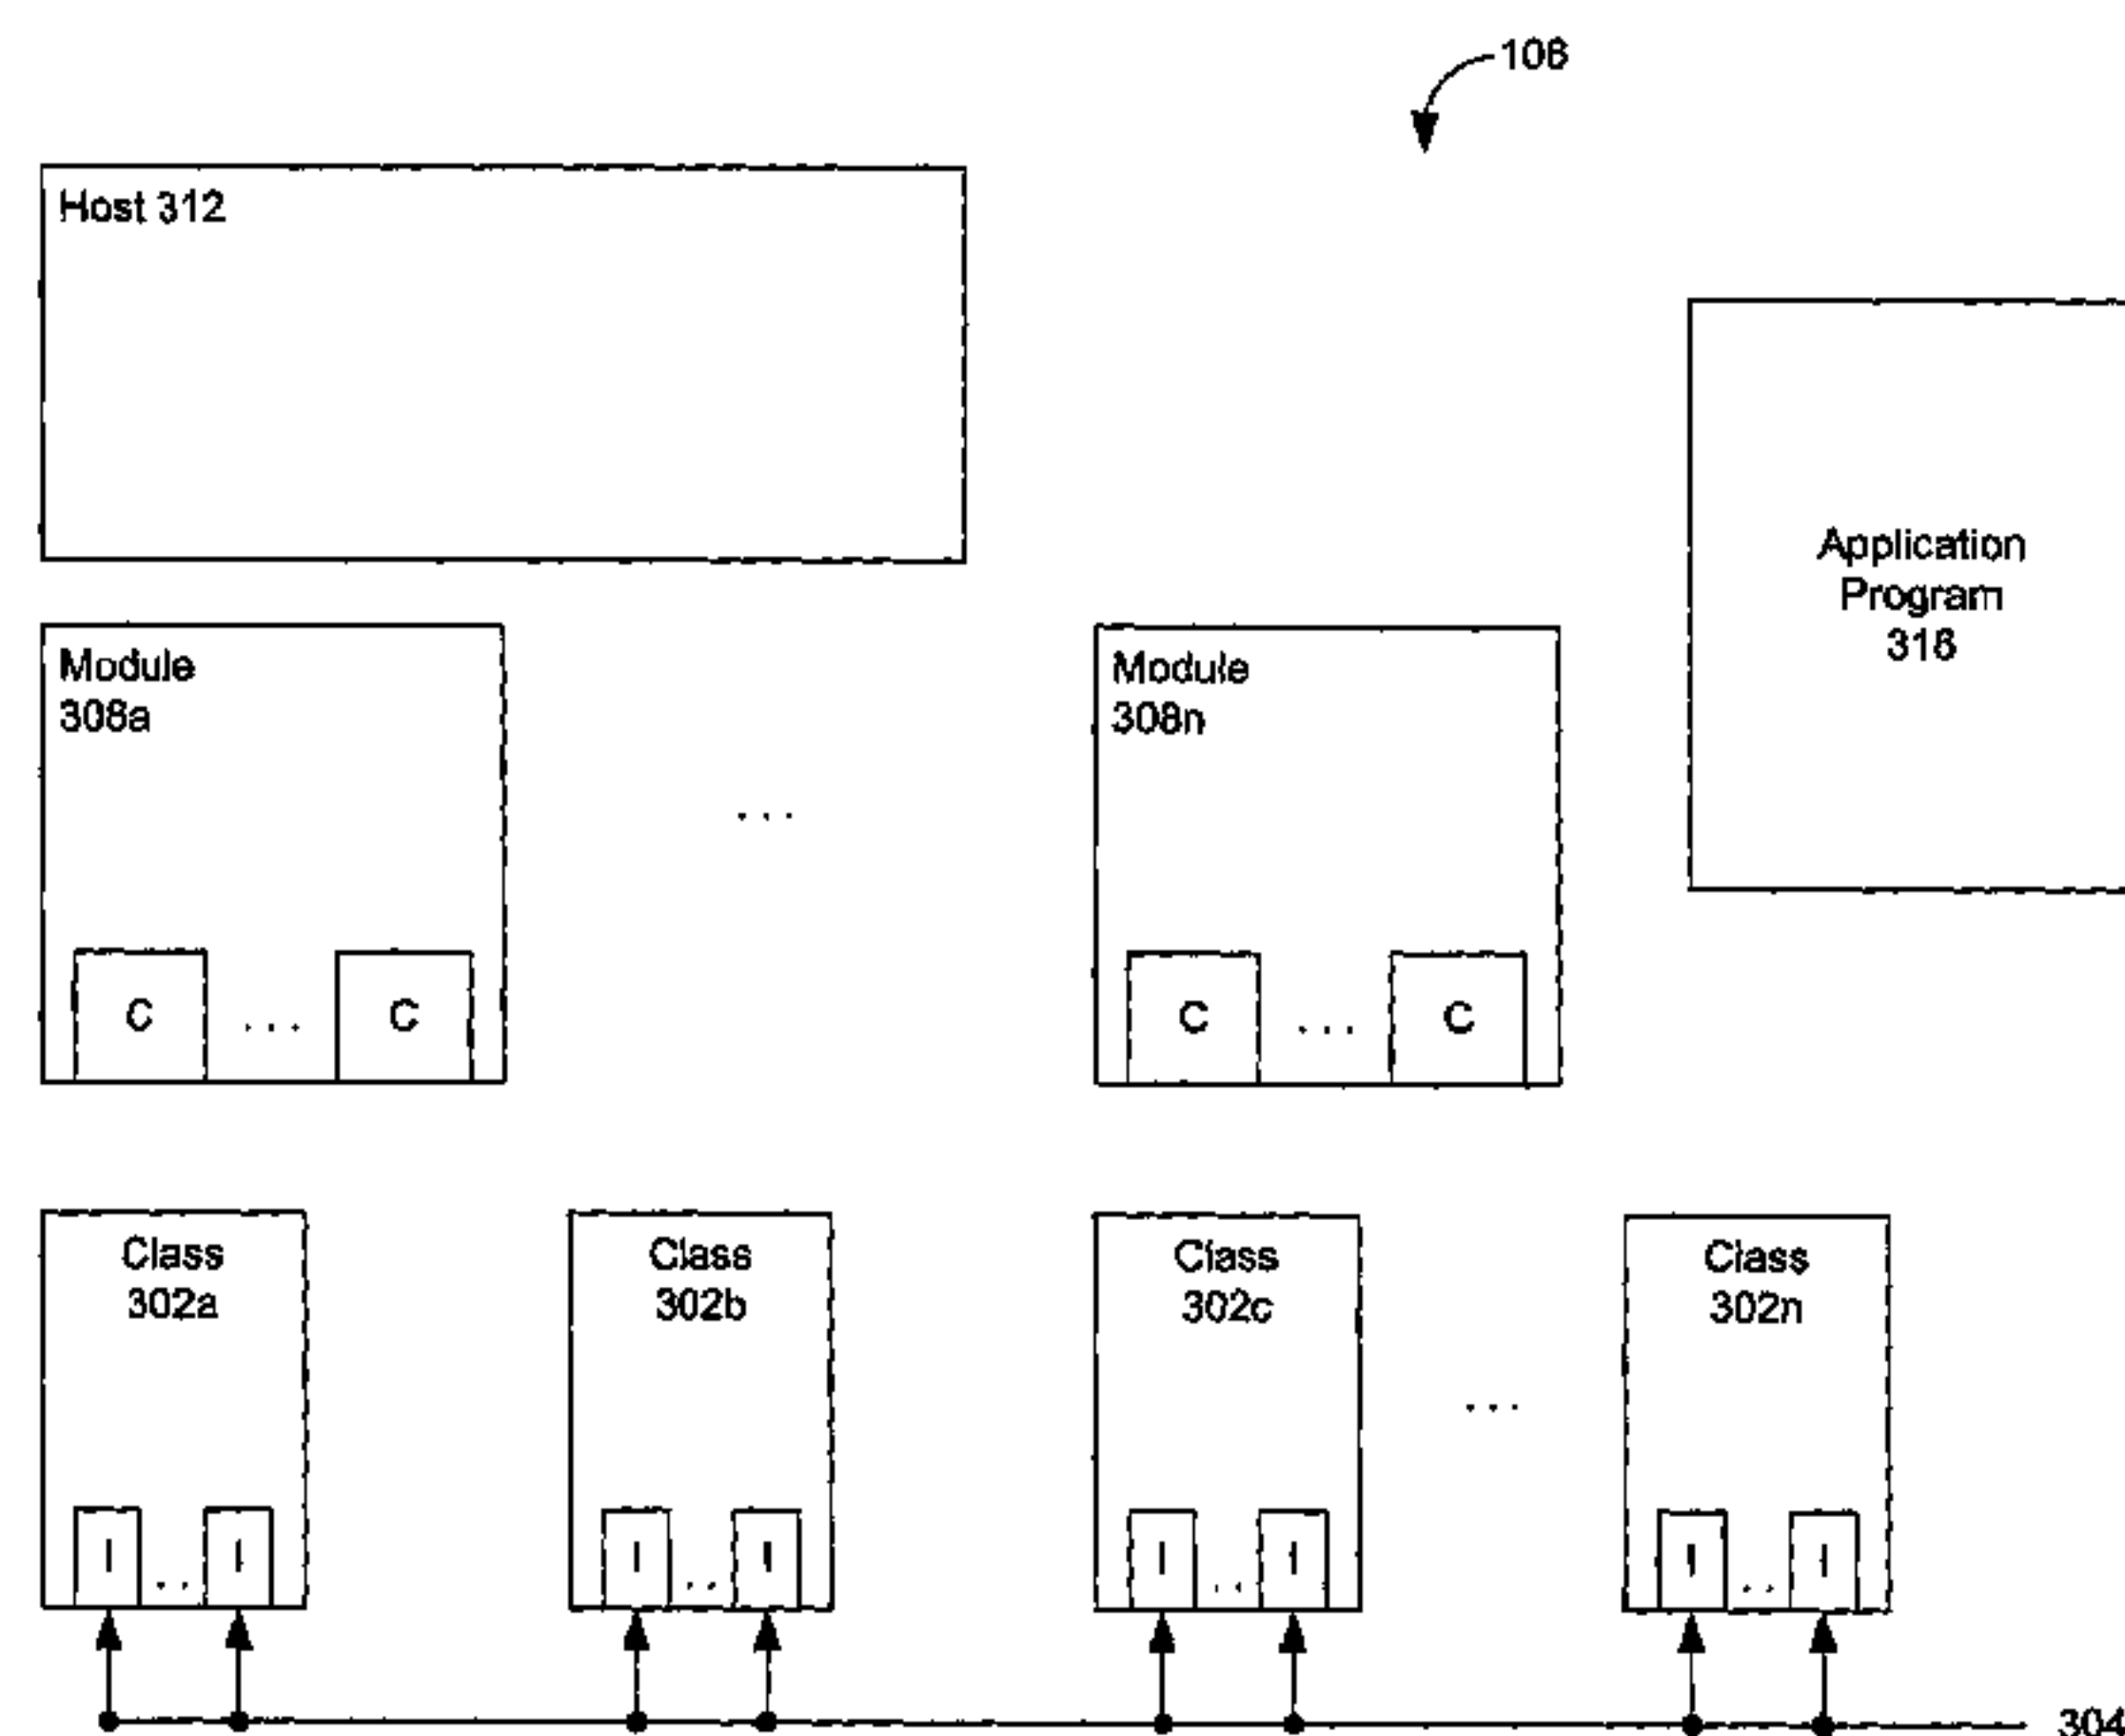 106
Host 312
Application
Program
316
Module
308a
. . .
Module
308n
C
. . .
C
C
. . .
C
Class
302a
Class
302b
Class
302c
. . .
Class
302n
I
. .
I
I
. .
I
I
. .
I
I
. .
I
304